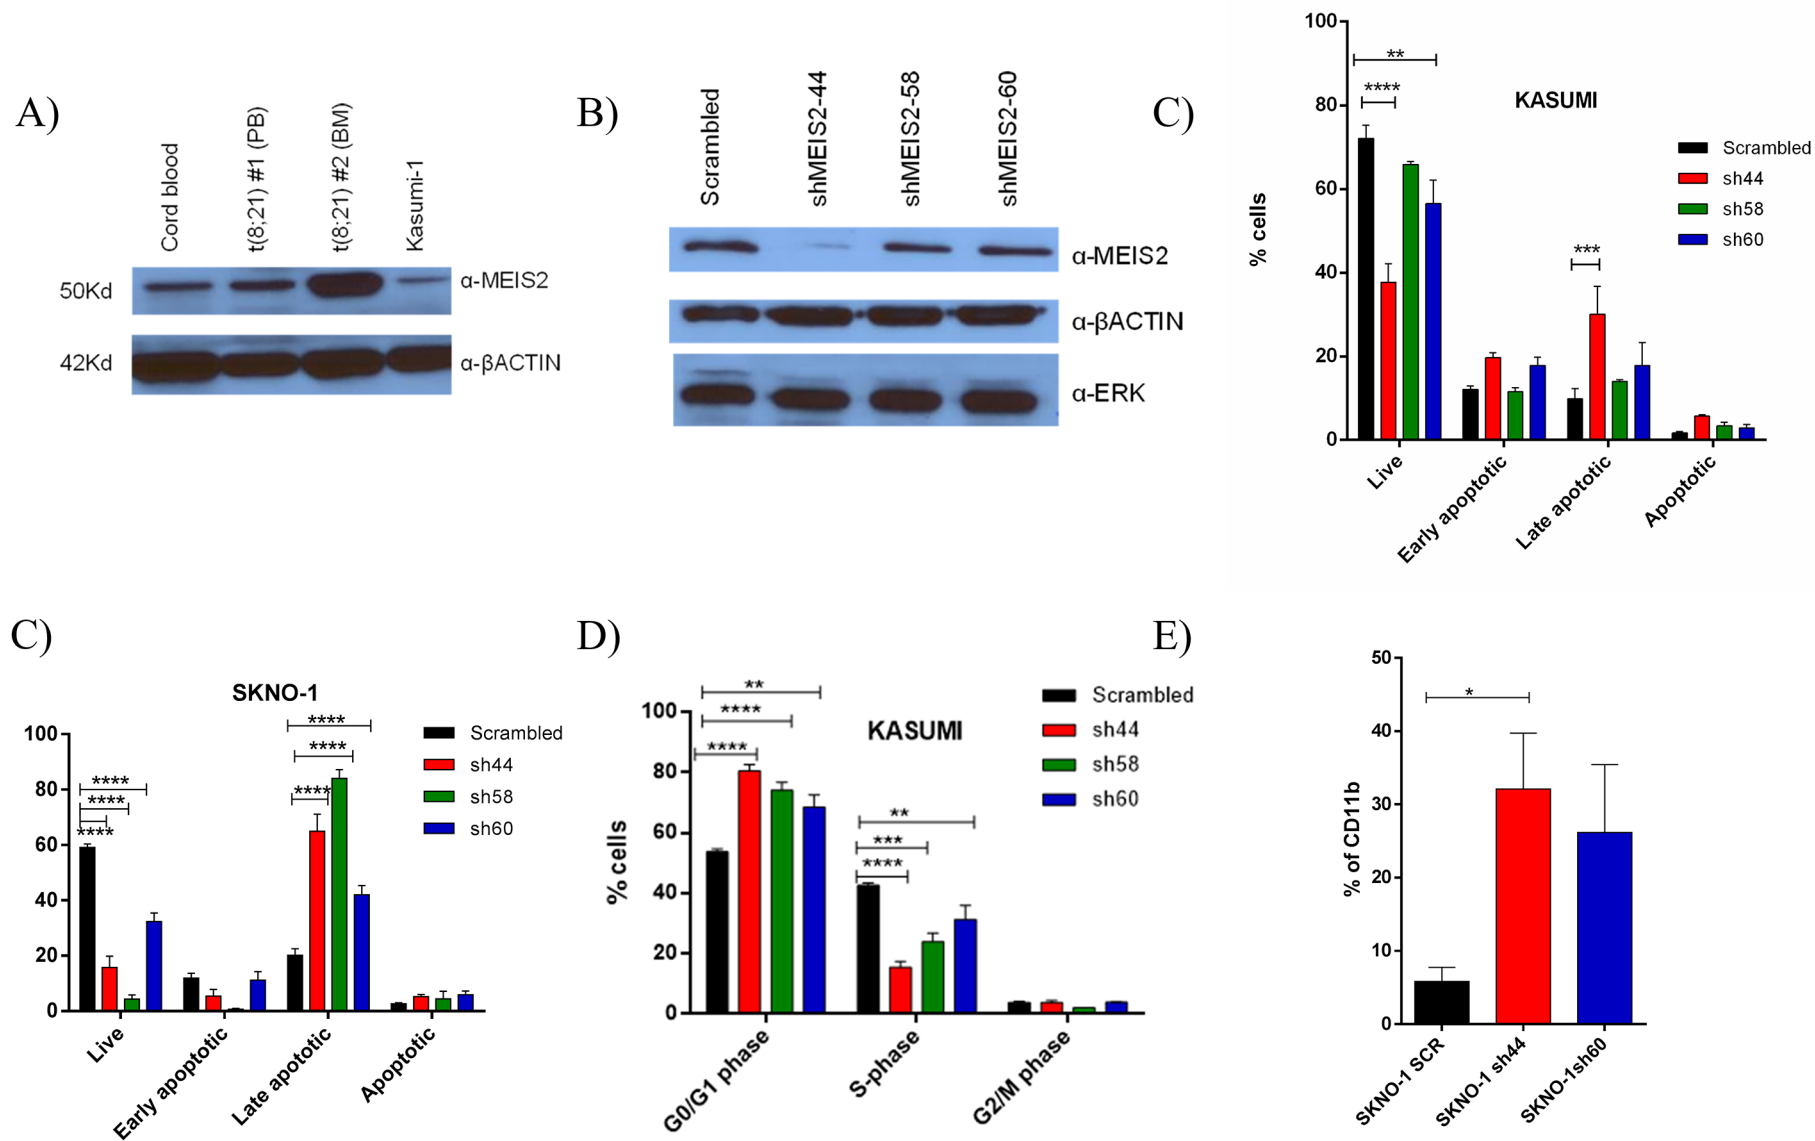 A)
Cord blood
t(8;21) #1 (PB)
t(8;21) #2 (BM)
Kasumi-1
50Kd
α-MEIS2
42Kd
α-βACTIN
B)
Scrambled
shMEIS2-44
shMEIS2-58
shMEIS2-60
α-MEIS2
α-βACTIN
α-ERK
C)
KASUMI
% cells
100
80
60
40
20
0
**
****
***
Scrambled
sh44
sh58
sh60
Live
Early apoptotic
Late apototic
Apoptotic
C)
SKNO-1
100
80
60
40
20
0
****
****
****
****
****
****
Scrambled
sh44
sh58
sh60
Live
Early apoptotic
Late apoptotic
Apoptotic
D)
KASUMI
% cells
100
80
60
40
20
0
**
****
****
**
***
****
Scrambled
sh44
sh58
sh60
G0/G1 phase
S-phase
G2/M phase
E)
% of CD11b
50
40
30
20
10
0
*
SKNO-1 SCR
SKNO-1 sh44
SKNO-1sh60